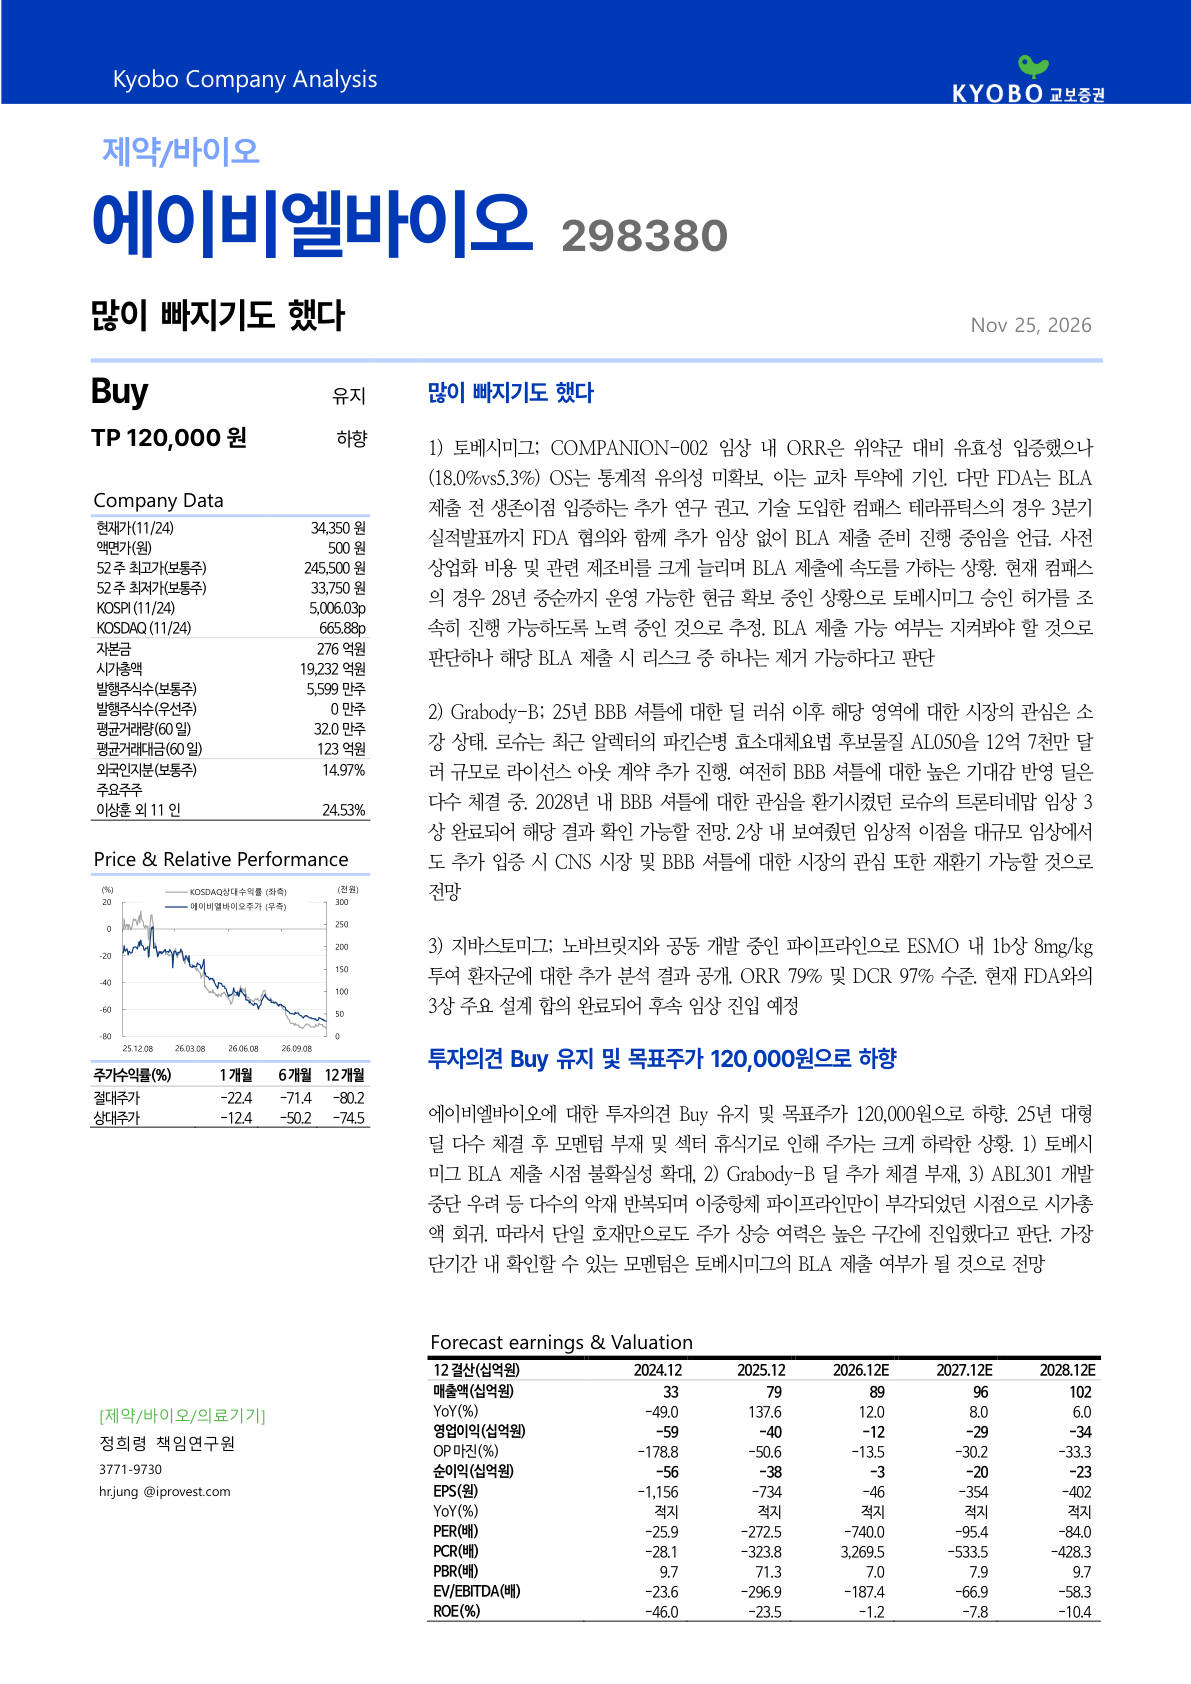 Kyobo Company Analysis
KYOBO 교보증권
제약/바이오
에이비엘바이오 298380
많이 빠지기도 했다
Nov 25, 2026
Buy 유지
TP 120,000 원 하향
Company Data
현재가(11/24) 34,350 원
액면가(원) 500 원
52 주 최고가(보통주) 245,500 원
52 주 최저가(보통주) 33,750 원
KOSPI (11/24) 5,006.03p
KOSDAQ (11/24) 665.88p
자본금 276 억원
시가총액 19,232 억원
발행주식수(보통주) 5,599 만주
발행주식수(우선주) 0 만주
평균거래량(60 일) 32.0 만주
평균거래대금(60 일) 123 억원
외국인지분(보통주) 14.97%
주요주주
이상훈 외 11 인 24.53%
Price & Relative Performance
(%) KOSDAQ상대수익률 (좌측) (천원)
에이비엘바이오주가 (우측)
20 300
0 250
-20 200
-40 150
-60 100
-80 50
0
25.12.08 26.03.08 26.06.08 26.09.08
주가수익률(%) 1 개월 6 개월 12 개월
절대주가 -22.4 -71.4 -80.2
상대주가 -12.4 -50.2 -74.5
[제약/바이오/의료기기]
정희령 책임연구원
3771-9730
hr.jung @iprovest.com
많이 빠지기도 했다
1) 토베시미그; COMPANION-002 임상 내 ORR은 위약군 대비 유효성 입증했으나
(18.0%vs5.3%) OS는 통계적 유의성 미확보. 이는 교차 투약에 기인. 다만 FDA는 BLA
제출 전 생존이점 입증하는 추가 연구 권고. 기술 도입한 컴패스 테라퓨틱스의 경우 3분기
실적발표까지 FDA 협의와 함께 추가 임상 없이 BLA 제출 준비 진행 중임을 언급. 사전
상업화 비용 및 관련 제조비를 크게 늘리며 BLA 제출에 속도를 가하는 상황. 현재 컴패스
의 경우 28년 중순까지 운영 가능한 현금 확보 중인 상황으로 토베시미그 승인 허가를 조
속히 진행 가능하도록 노력 중인 것으로 추정. BLA 제출 가능 여부는 지켜봐야 할 것으로
판단하나 해당 BLA 제출 시 리스크 중 하나는 제거 가능하다고 판단
2) Grabody-B; 25년 BBB 셔틀에 대한 딜 러쉬 이후 해당 영역에 대한 시장의 관심은 소
강 상태. 로슈는 최근 알렉터의 파킨슨병 효소대체요법 후보물질 AL050을 12억 7천만 달
러 규모로 라이선스 아웃 계약 추가 진행. 여전히 BBB 셔틀에 대한 높은 기대감 반영 딜은
다수 체결 중. 2028년 내 BBB 셔틀에 대한 관심을 환기시켰던 로슈의 트론티네맙 임상 3
상 완료되어 해당 결과 확인 가능할 전망. 2상 내 보여줬던 임상적 이점을 대규모 임상에서
도 추가 입증 시 CNS 시장 및 BBB 셔틀에 대한 시장의 관심 또한 재환기 가능할 것으로
전망
3) 지바스토미그; 노바브릿지와 공동 개발 중인 파이프라인으로 ESMO 내 1b상 8mg/kg
투여 환자군에 대한 추가 분석 결과 공개. ORR 79% 및 DCR 97% 수준. 현재 FDA와의
3상 주요 설계 합의 완료되어 후속 임상 진입 예정
투자의견 Buy 유지 및 목표주가 120,000원으로 하향
에이비엘바이오에 대한 투자의견 Buy 유지 및 목표주가 120,000원으로 하향. 25년 대형
딜 다수 체결 후 모멘텀 부재 및 섹터 휴식기로 인해 주가는 크게 하락한 상황. 1) 토베시
미그 BLA 제출 시점 불확실성 확대, 2) Grabody-B 딜 추가 체결 부재, 3) ABL301 개발
중단 우려 등 다수의 악재 반복되며 이중항체 파이프라인만이 부각되었던 시점으로 시가총
액 회귀. 따라서 단일 호재만으로도 주가 상승 여력은 높은 구간에 진입했다고 판단. 가장
단기간 내 확인할 수 있는 모멘텀은 토베시미그의 BLA 제출 여부가 될 것으로 전망
Forecast earnings & Valuation
12 결산(십억원) 2024.12 2025.12 2026.12E 2027.12E 2028.12E
매출액(십억원) 33 79 89 96 102
YoY(%) -49.0 137.6 12.0 8.0 6.0
영업이익(십억원) -59 -40 -12 -29 -34
OP 마진(%) -178.8 -50.6 -13.5 -30.2 -33.3
순이익(십억원) -56 -38 -3 -20 -23
EPS(원) -1,156 -734 -46 -354 -402
YoY(%) 적지 적지 적지 적지 적지
PER(배) -25.9 -272.5 -740.0 -95.4 -84.0
PCR(배) -28.1 -323.8 3,269.5 -533.5 -428.3
PBR(배) 9.7 71.3 7.0 7.9 9.7
EV/EBITDA(배) -23.6 -296.9 -187.4 -66.9 -58.3
ROE(%) -46.0 -23.5 -1.2 -7.8 -10.4